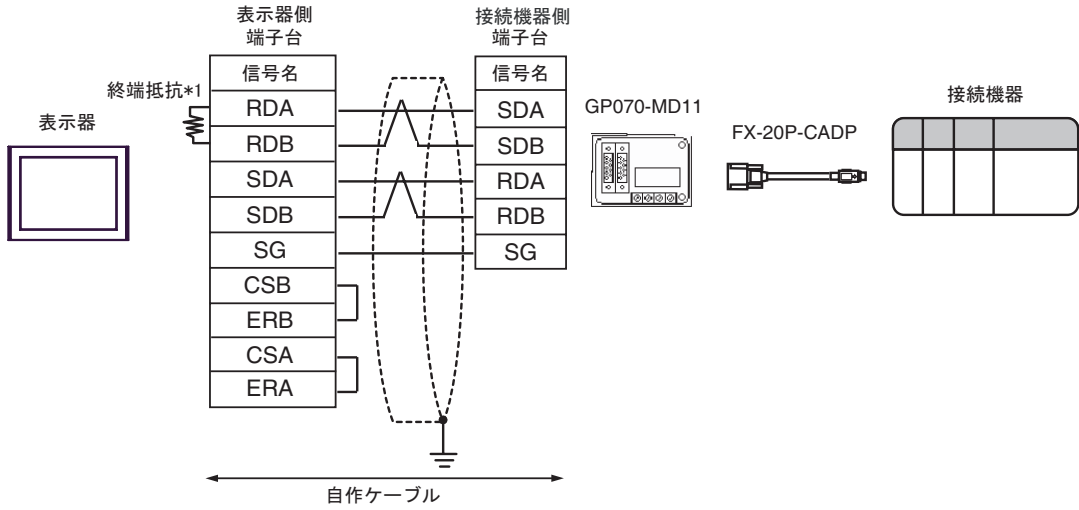 表示器側
端子台
接続機器側
端子台
信号名
信号名
終端抵抗*1
RDA
SDA
RDB
SDB
SDA
RDA
SDB
RDB
SG
SG
CSB
ERB
CSA
ERA
表示器
GP070-MD11
FX-20P-CADP
接続機器
自作ケーブル